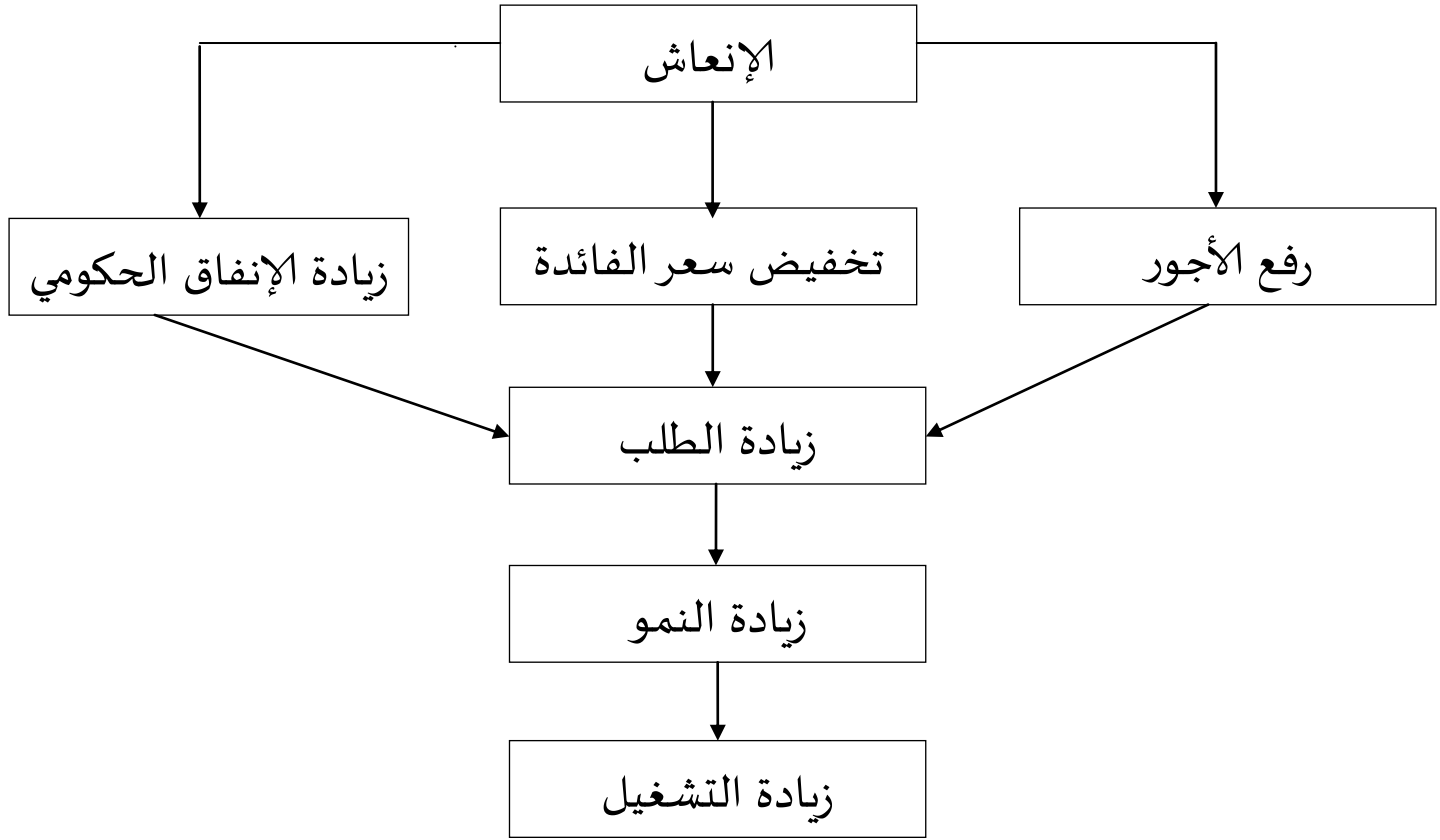 الإنعاش
رفع الأجور
تخفيض سعر الفائدة
زيادة الإنفاق الحكومي
زيادة الطلب
زيادة النمو
زيادة التشغيل